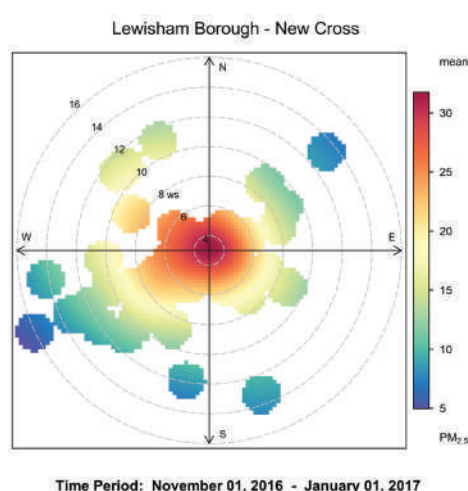 Lewisham Borough - New Cross
mean
N
16
14
12
10
8 ws
6
4
W
E
S
30
25
20
15
10
5
PM2.5
Time Period: November 01, 2016 - January 01, 2017